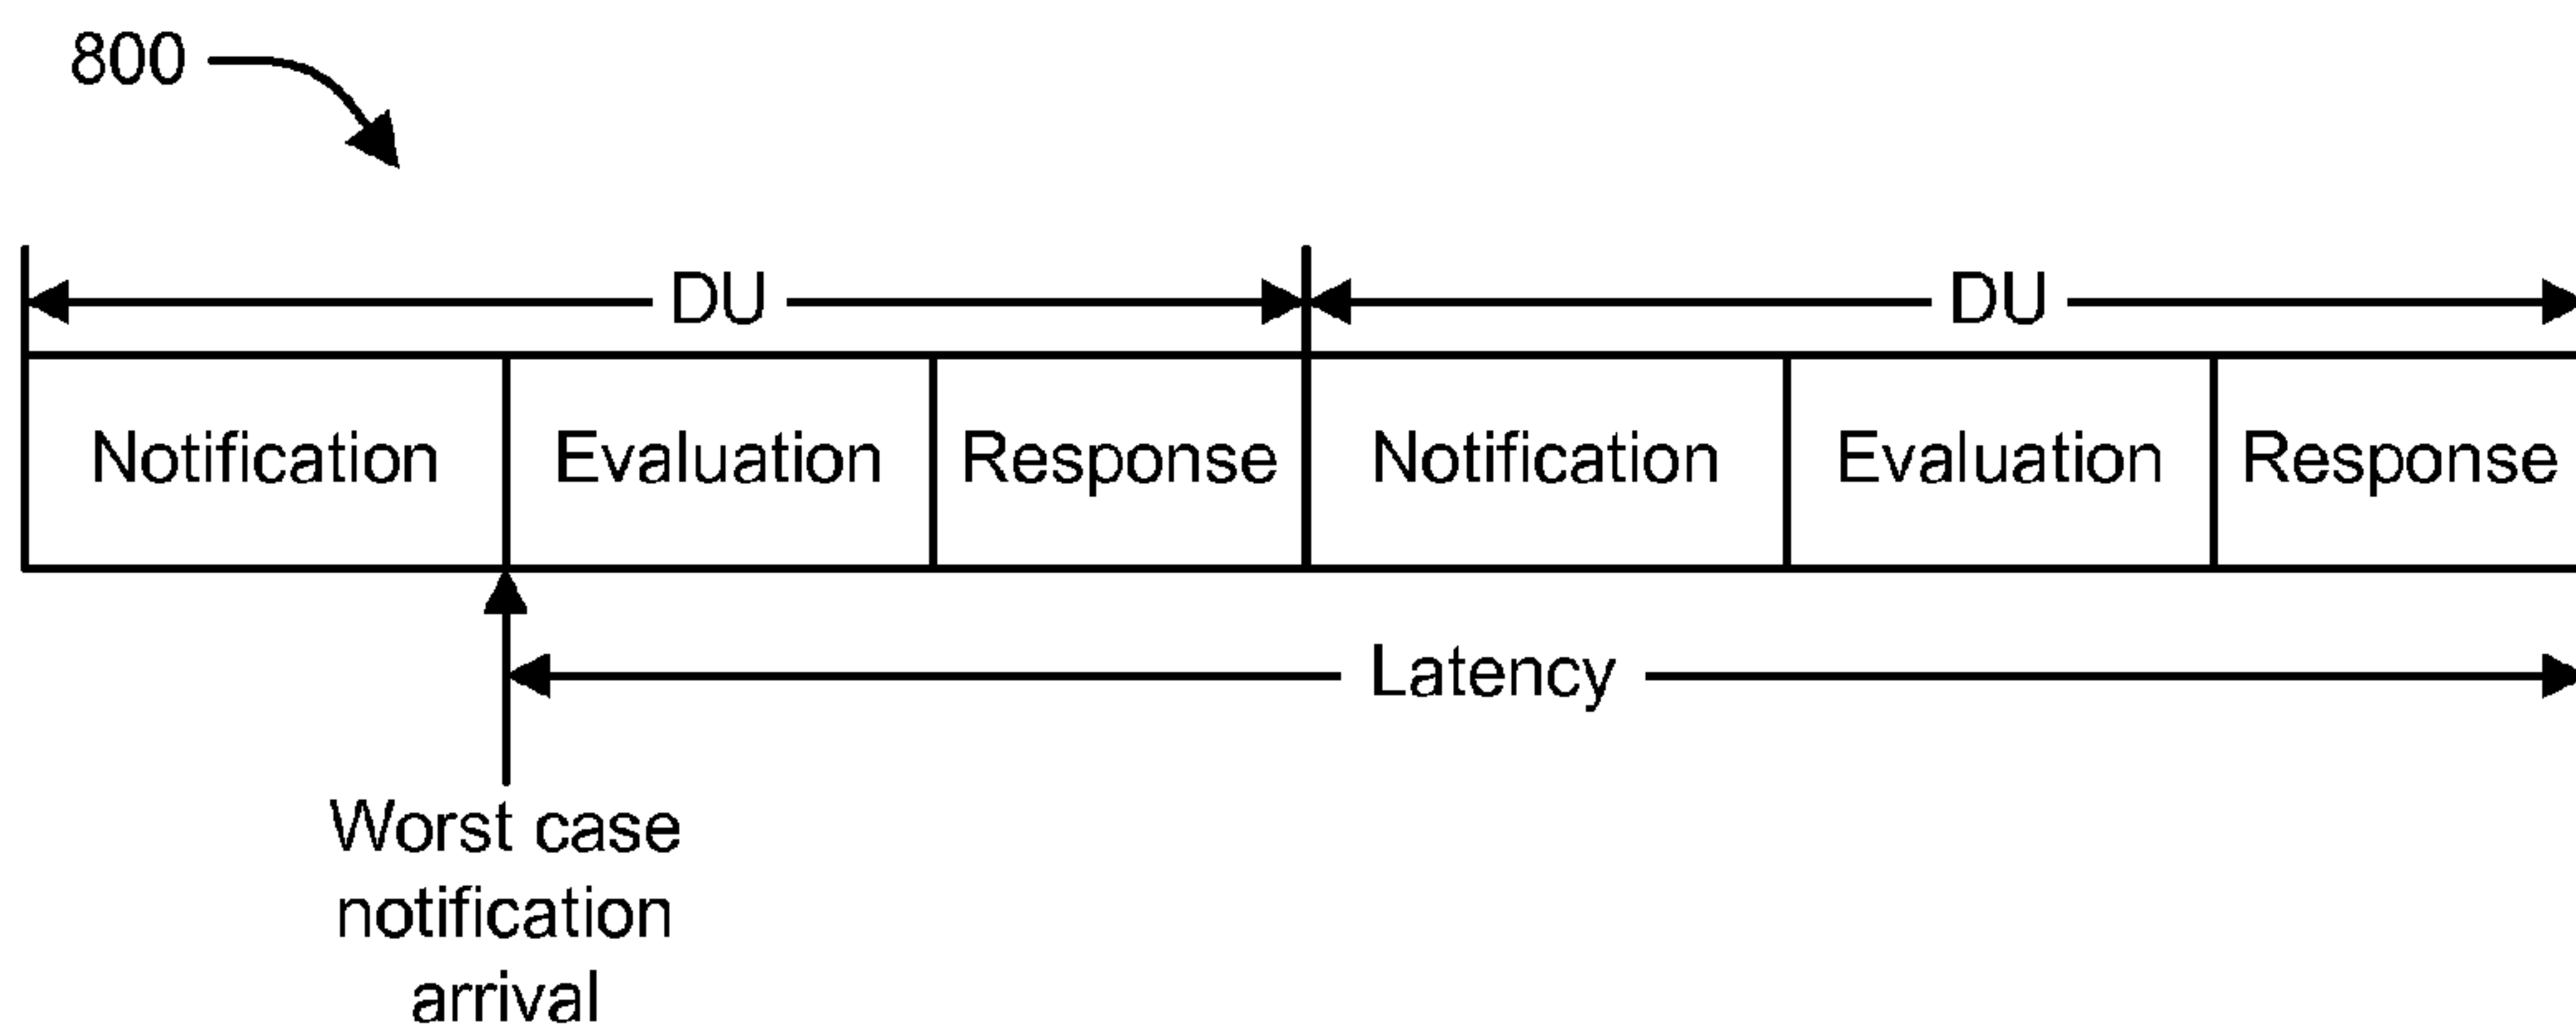 800
DU DU
Notification Evaluation Response Notification Evaluation Response
Latency
Worst case
notification
arrival